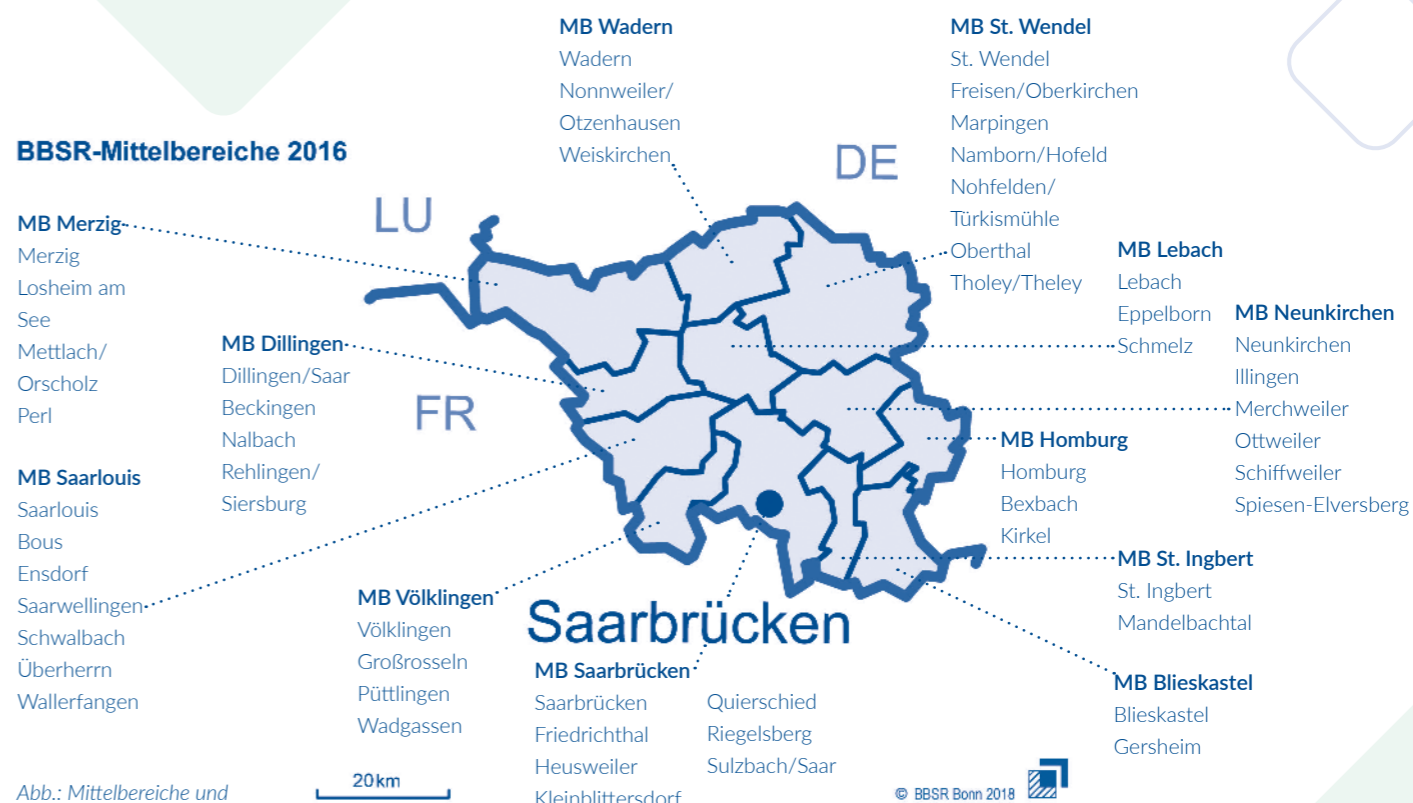 MB Wadern
Wadern
Nonnweiler/
Otzenhausen
Weiskirchen
MB St. Wendel
St. Wendel
Freisen/Oberkirchen
Marpingen
Namborn/Hofeld
Nohfelden/
Türkismühle
Oberthal
Tholey/Theley
BBSR-Mittelbereiche 2016
DE
LU
FR
MB Merzig
Merzig
Losheim am
See
Mettlach/
Orscholz
Perl
MB Dillingen
Dillingen/Saar
Beckingen
Nalbach
Rehlingen/
Siersburg
MB Lebach
Lebach
Eppelborn
Schmelz
MB Neunkirchen
Neunkirchen
Illingen
Merchweiler
Ottweiler
Schiffweiler
Spiesen-Elversberg
MB Homburg
Homburg
Bexbach
Kirkel
MB Saarlouis
Saarlouis
Bous
Ensdorf
Saarwellingen
Schwalbach
Überherrn
Wallerfangen
MB Völklingen
Völklingen
Großrosseln
Püttlingen
Wadgassen
Saarbrücken
MB Saarbrücken
Saarbrücken
Friedrichthal
Heusweiler
Kleinblittersdorf
Quierschied
Riegelsberg
Sulzbach/Saar
MB St. Ingbert
St. Ingbert
Mandelbachtal
MB Blieskastel
Blieskastel
Gersheim
Abb.: Mittelbereiche und
20km
© BBSR Bonn 2018